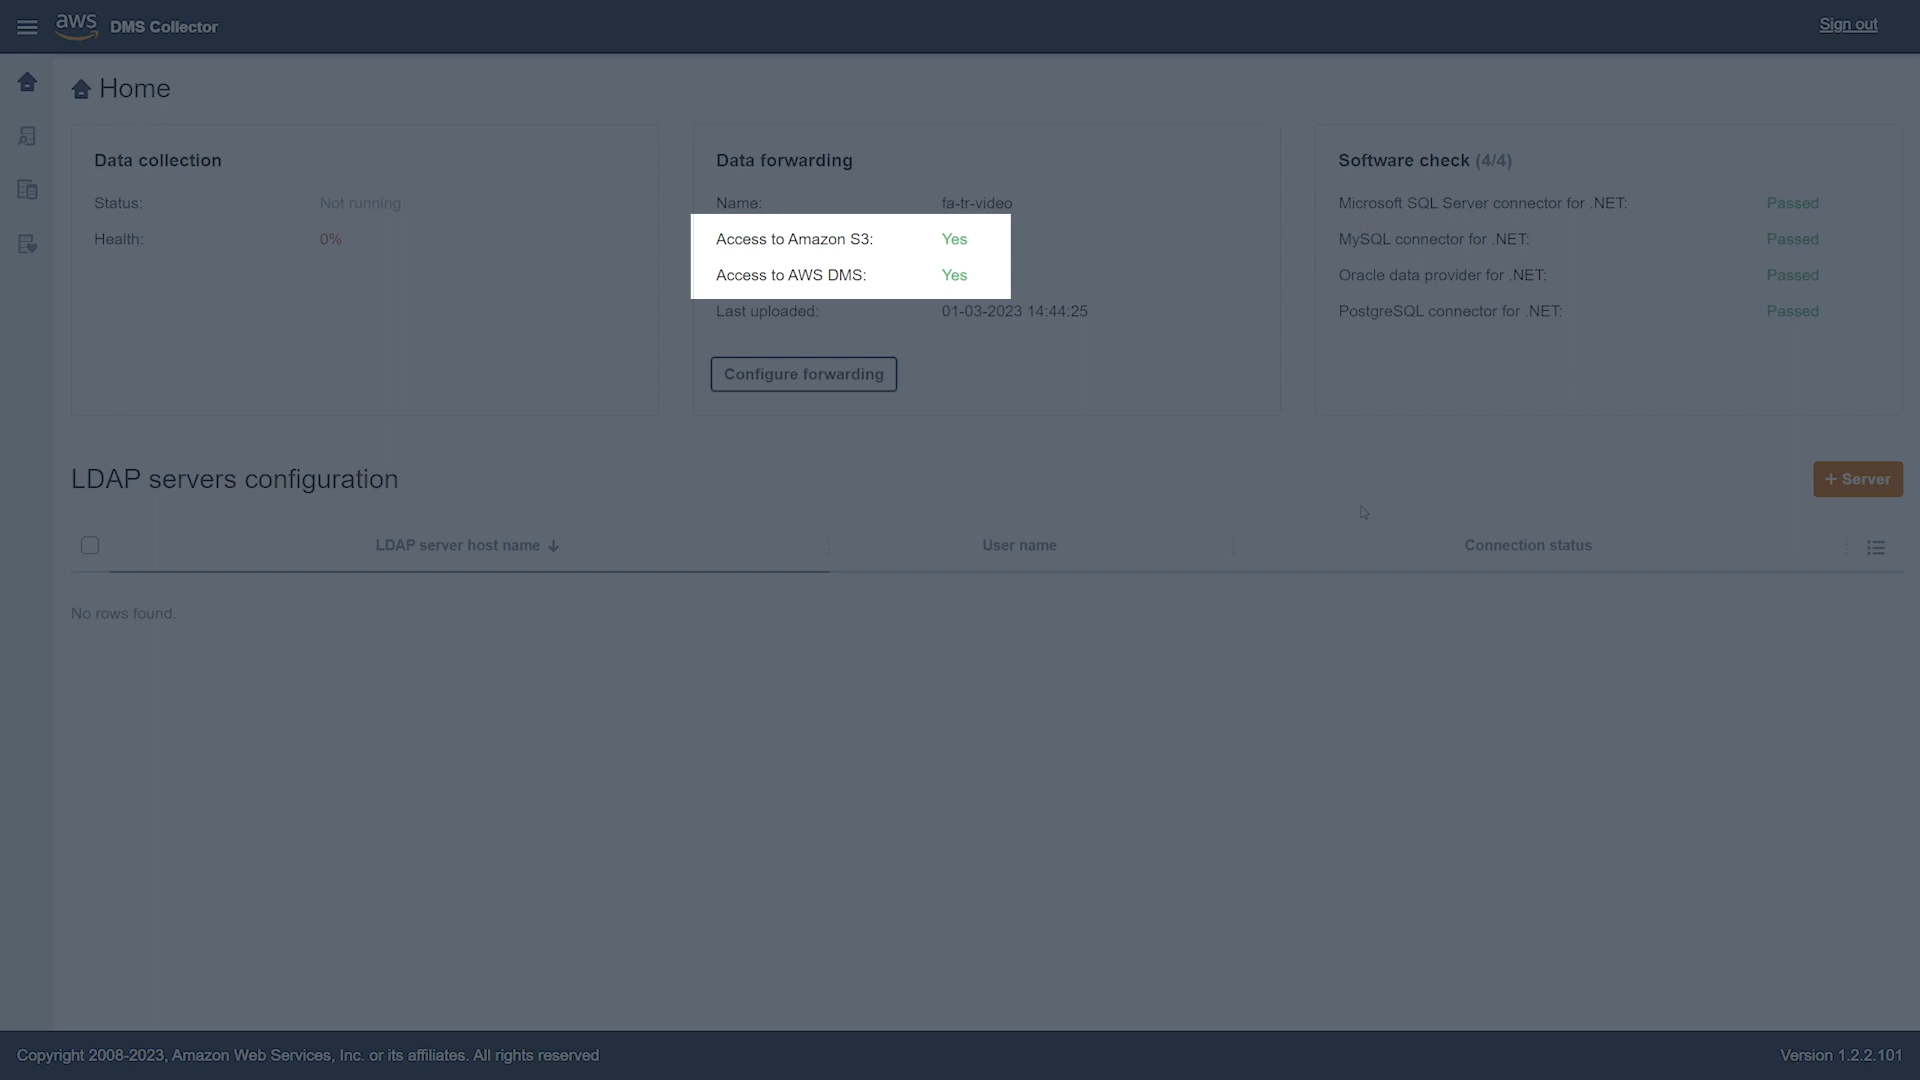 aws DMS Collector
Sign out
Home
Data collection
Status: Not running
Health: 0%
Data forwarding
Name: fa-tr-video
Access to Amazon S3: Yes
Access to AWS DMS: Yes
Last uploaded: 01-03-2023 14:44:25
Configure forwarding
Software check (4/4)
Microsoft SQL Server connector for .NET: Passed
MySQL connector for .NET: Passed
Oracle data provider for .NET: Passed
PostgreSQL connector for .NET: Passed
LDAP servers configuration
+ Server
LDAP server host name User name Connection status
No rows found.
Copyright 2008-2023, Amazon Web Services, Inc. or its affiliates. All rights reserved
Version 1.2.2.101